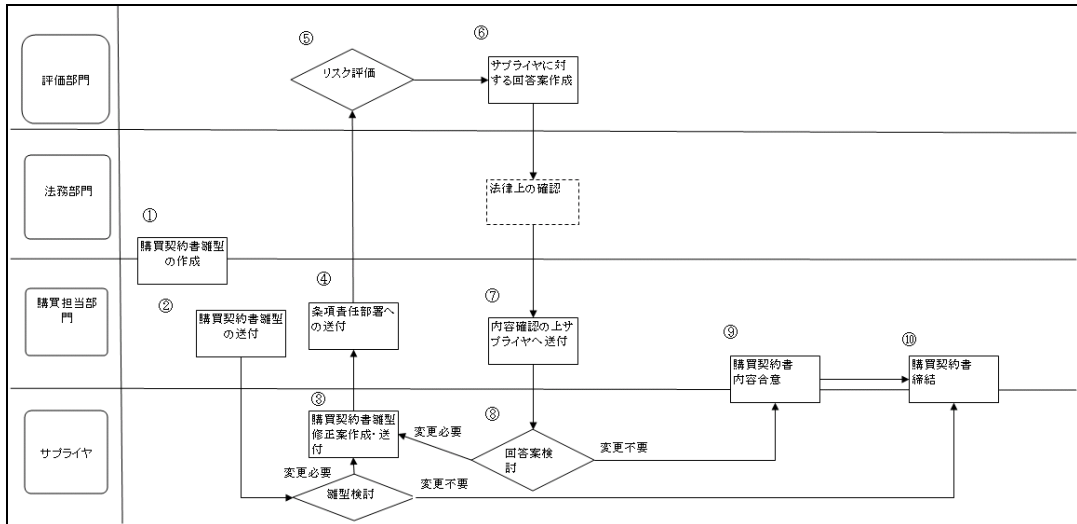 評価部門
⑤
リスク評価
⑥
サプライヤに対
する回答案作成
法務部門
法律上の確認
①
購買契約書雛型
の作成
購買担当部
門
②
購買契約書雛型
の送付
④
条項責任部署へ
の送付
⑦
内容確認の上サ
プライヤへ送付
⑨
購買契約書
内容合意
⑩
購買契約書
締結
サプライヤ
③
購買契約書雛型
修正案作成・送
付
変更必要
雛型検討
変更不要
変更必要
⑧
回答案検
討
変更不要